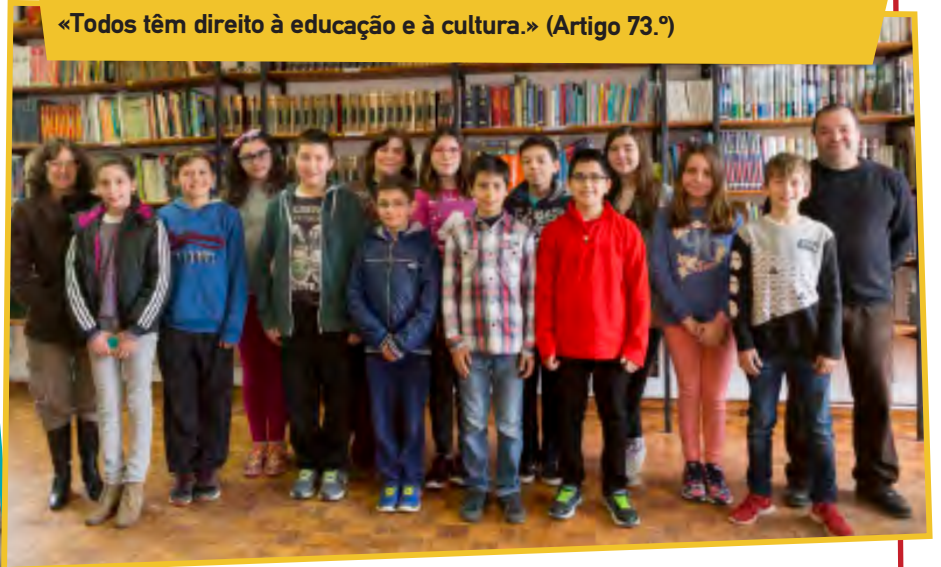 «Todos têm direito à educação e à cultura.» (Artigo 73.º)